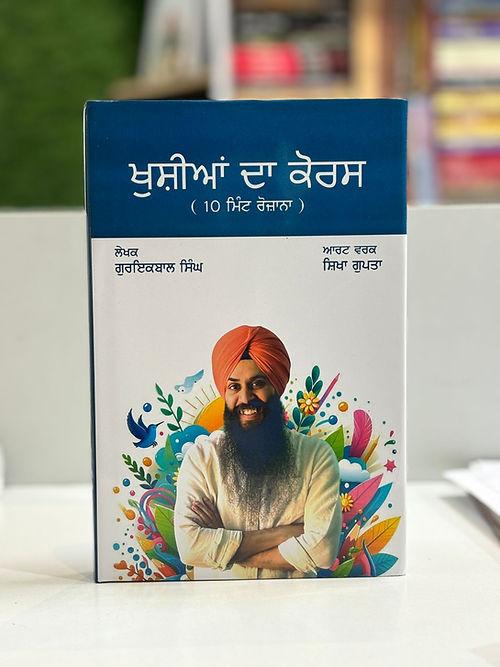 ਖੁਸ਼ੀਆਂ ਦਾ ਕੋਰਸ
( 10 ਮਿੰਟ ਰੋਜ਼ਾਨਾ )
ਲੇਖਕ
ਗੁਰਇਕਬਾਲ ਸਿੰਘ
ਆਰਟ ਵਰਕ
ਸ਼ਿਖਾ ਗੁਪਤਾ